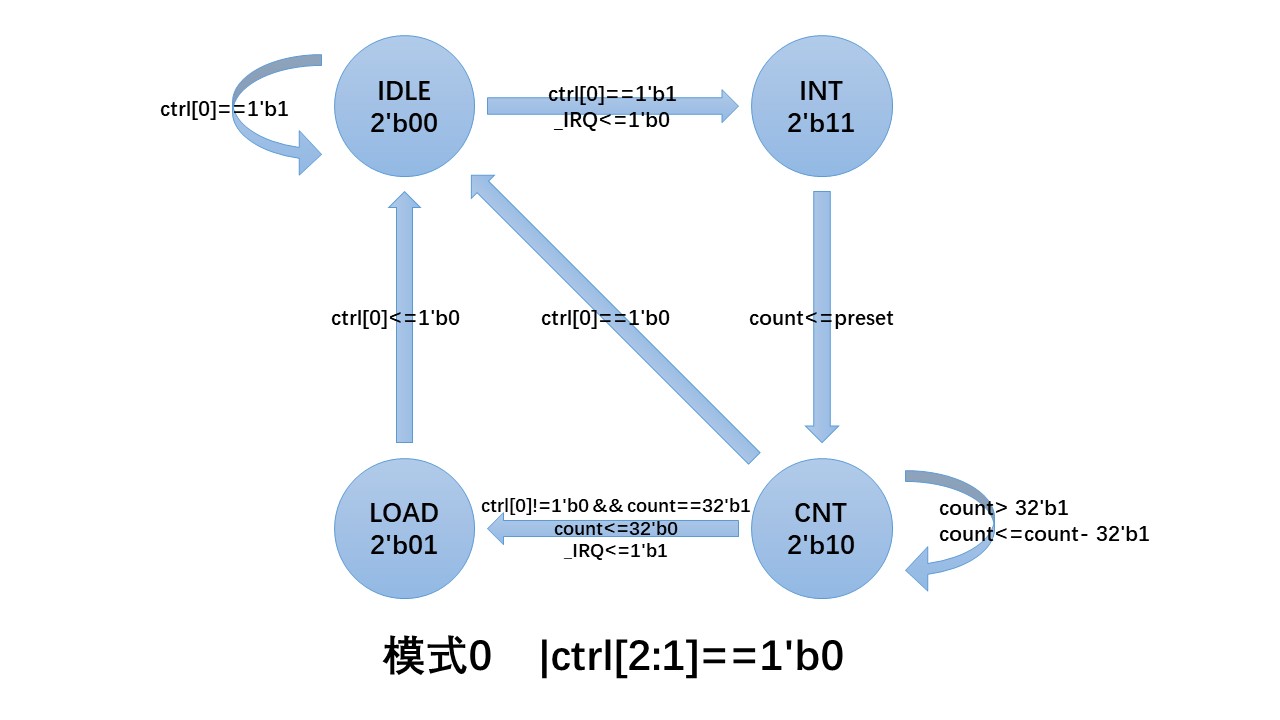 IDLE
2'b00
INT
2'b11
ctrl[0]==1'b1
ctrl[0]==1'b1
_IRQ<=1'b0
ctrl[0]<=1'b0
ctrl[0]==1'b0
count<=preset
LOAD
2'b01
ctrl[0]!=1'b0 && count==32'b1
count<=32'b0
_IRQ<=1'b1
CNT
2'b10
count> 32'b1
count<=count- 32'b1
模式0 |ctrl[2:1]==1'b0